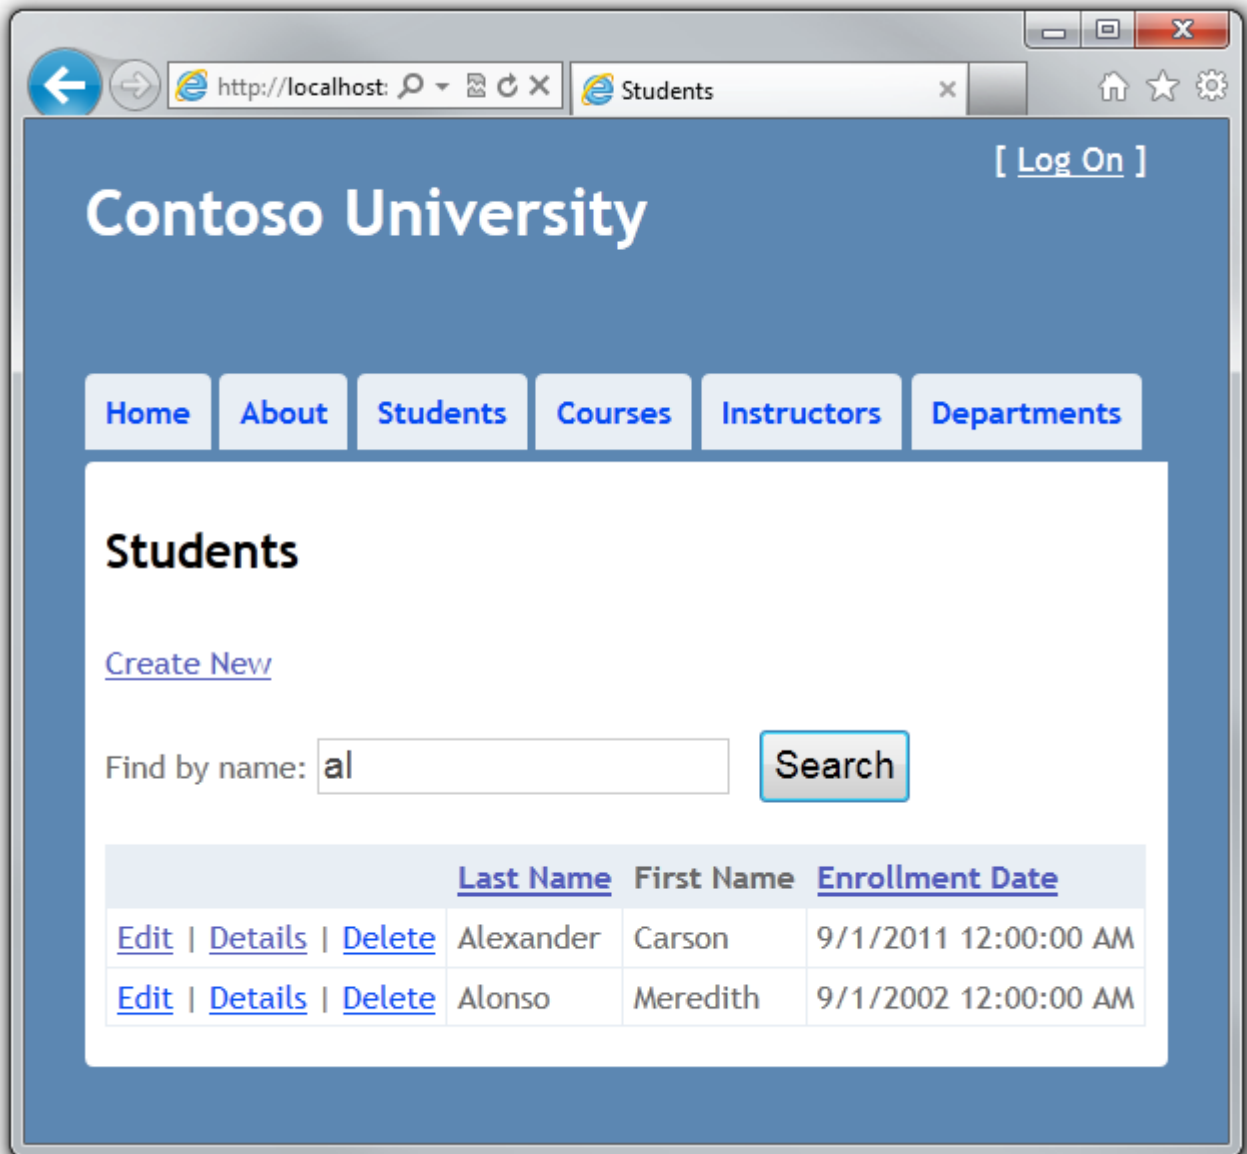 http://localhost: Students
[ Log On ]
Contoso University
Home About Students Courses Instructors Departments
Students
Create New
Find by name: al Search
Last Name First Name Enrollment Date
Edit | Details | Delete Alexander Carson 9/1/2011 12:00:00 AM
Edit | Details | Delete Alonso Meredith 9/1/2002 12:00:00 AM